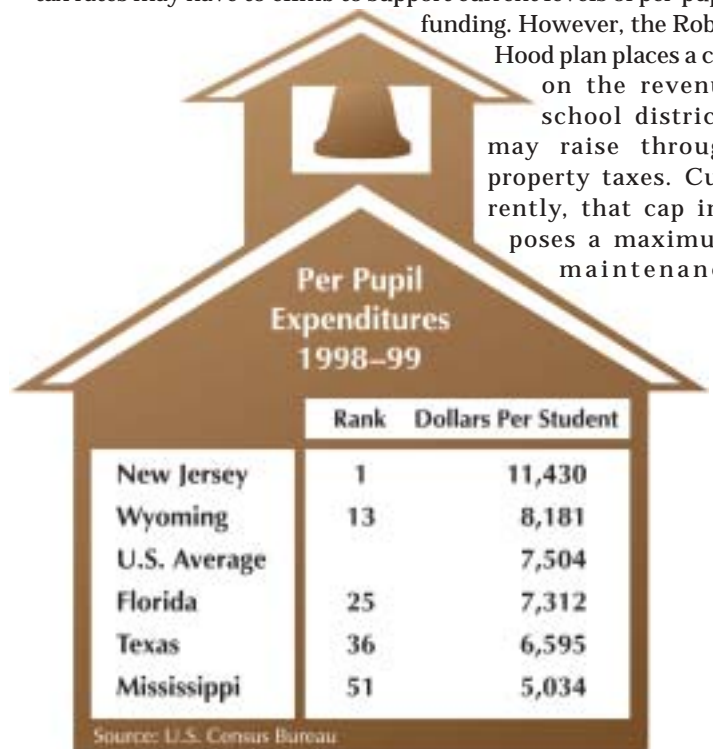 funding. However, the Rob
Hood plan places a c
on the revenu
school distric
may raise throug
property taxes. Cu
rently, that cap im
poses a maximu
maintenanc
Per Pupil
Expenditures
1998–99
Rank Dollars Per Student
New Jersey 1 11,430
Wyoming 13 8,181
U.S. Average 7,504
Florida 25 7,312
Texas 36 6,595
Mississippi 51 5,034
Source: U.S. Census Bureau